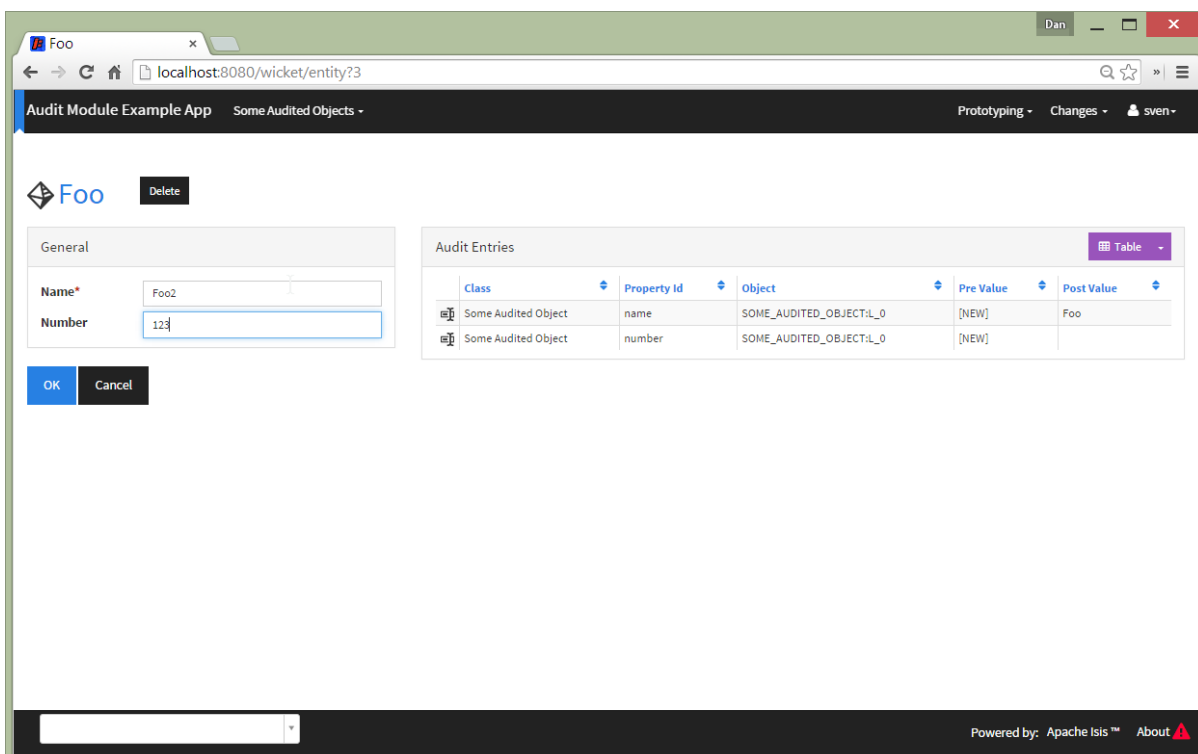 Dan
Foo
localhost:8080/wicket/entity?3
Audit Module Example App Some Audited Objects Prototyping Changes sven
Foo Delete
General
Name* Foo2
Number 123
OK Cancel
Audit Entries Table
Class Property Id Object Pre Value Post Value
Some Audited Object name SOME_AUDITED_OBJECT:L_0 [NEW] Foo
Some Audited Object number SOME_AUDITED_OBJECT:L_0 [NEW]
Powered by: Apache Isis ™ About